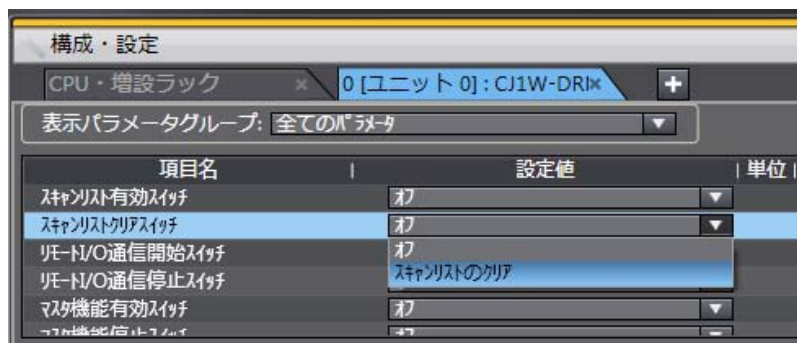 構成・設定
CPU・増設ラック × 0 [ユニット 0] : CJ1W-DRM× +
表示パラメータグループ: 全てのﾊﾟﾗﾒｰﾀ
項目名 設定値 単位
ｽｷｬﾝﾘｽﾄ有効ｽｲｯﾁ ｵﾌ
ｽｷｬﾝﾘｽﾄｸﾘｱｽｲｯﾁ ｵﾌ
ﾘﾓｰﾄI/O通信開始ｽｲｯﾁ ｵﾌ
ﾘﾓｰﾄI/O通信停止ｽｲｯﾁ ｽｷｬﾝﾘｽﾄのｸﾘｱ
ﾏｽﾀ機能有効ｽｲｯﾁ ｵﾌ